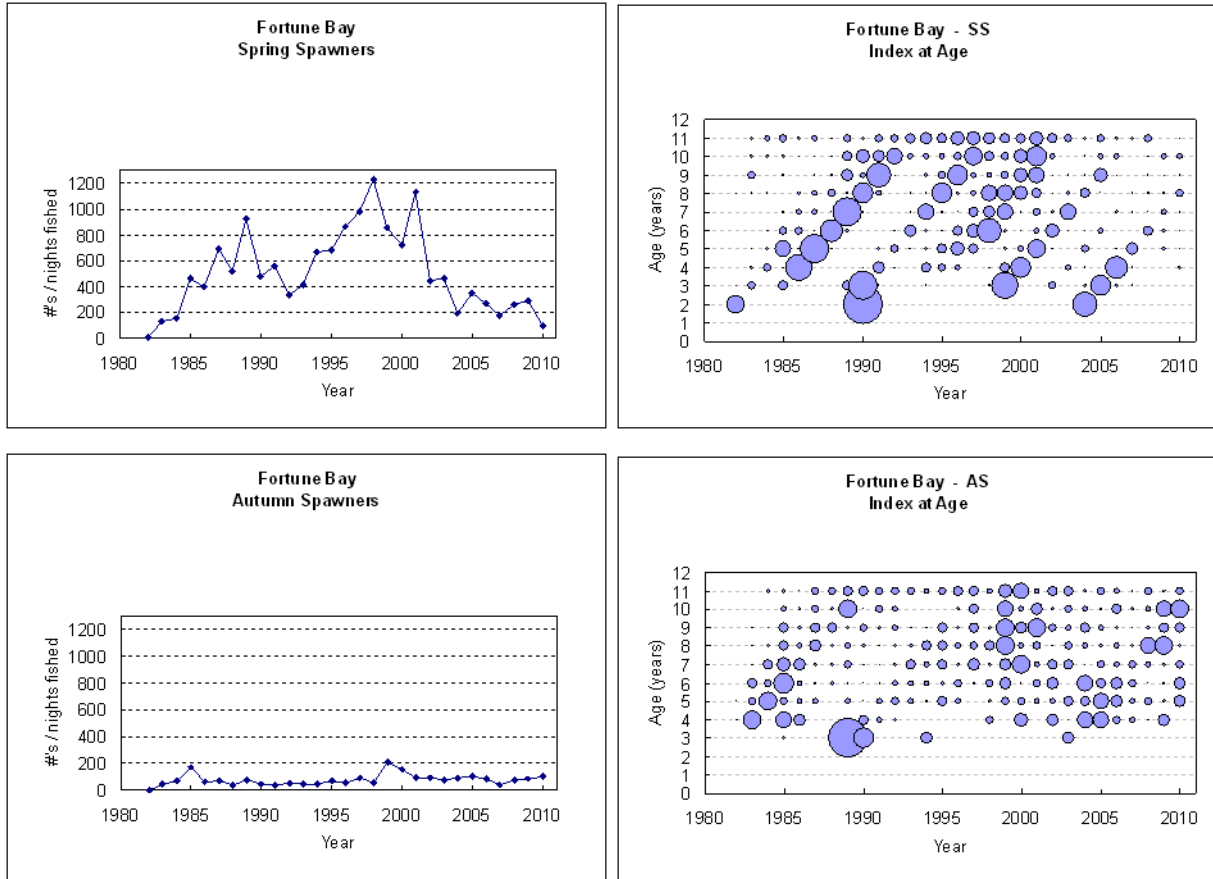 Fortune Bay
Spring Spawners
1200
1000
800
600
400
200
0
#'s / nights fished
1980 1985 1990 1995 2000 2005 2010
Year
Fortune Bay - SS
Index at Age
12
11
10
9
8
7
6
5
4
3
2
1
0
Age (years)
1980 1985 1990 1995 2000 2005 2010
Year
Fortune Bay
Autumn Spawners
1200
1000
800
600
400
200
0
#'s / nights fished
1980 1985 1990 1995 2000 2005 2010
Year
Fortune Bay - AS
Index at Age
12
11
10
9
8
7
6
5
4
3
2
1
0
Age (years)
1980 1985 1990 1995 2000 2005 2010
Year